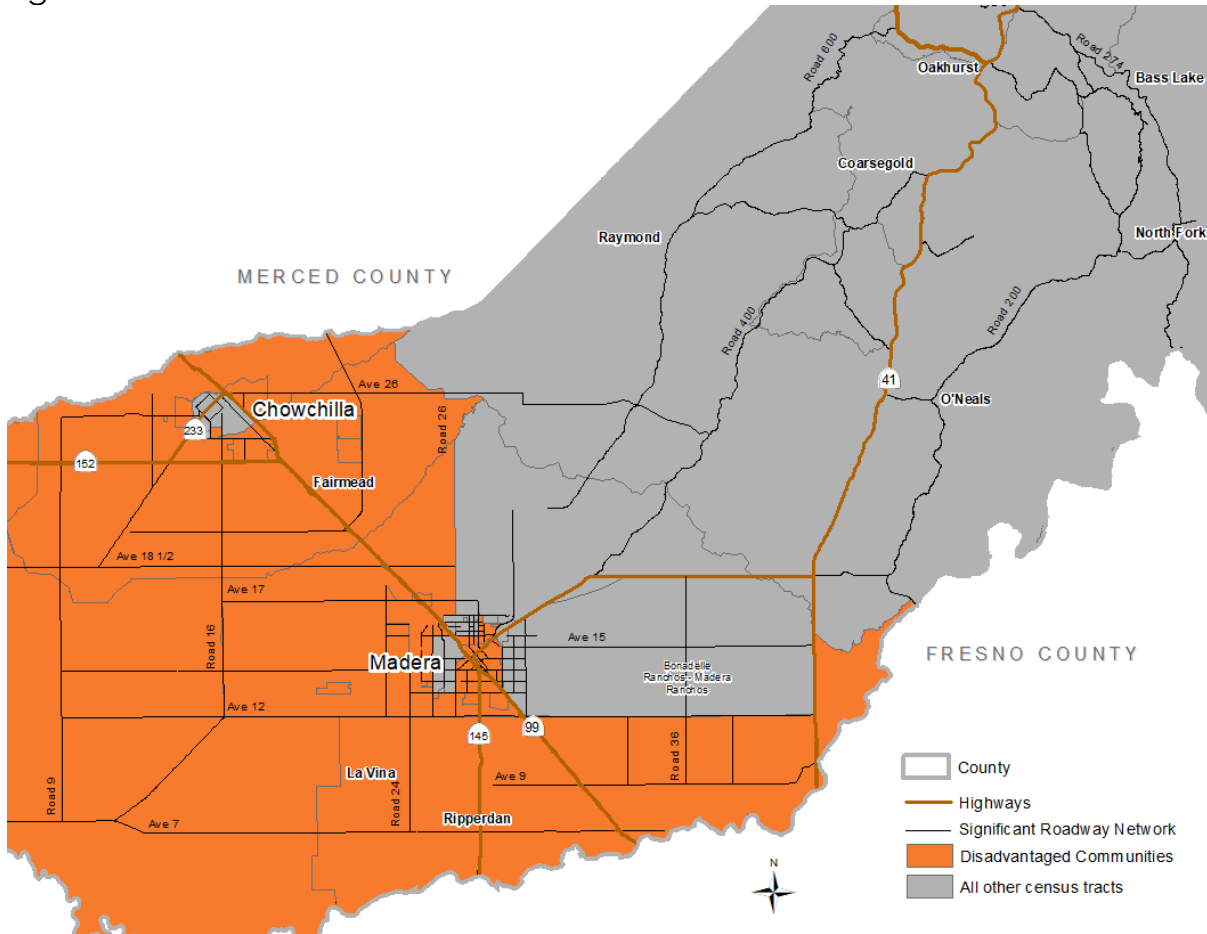 Road 600
Oakhurst
Road 274
Bass Lake
Coarsegold
Raymond
North Fork
MERCED COUNTY
Road 400
Road 200
41
O'Neals
Ave 26
Chowchilla
Road 26
233
152
Fairmead
Ave 18 1/2
Ave 17
Road 16
Ave 15
Madera
Bonadelle
Ranchos - Madera
Ranchos
FRESNO COUNTY
Ave 12
99
145
Road 36
La Vina
Ave 9
Road 9
Road 24
Ripperdan
Ave 7
County
Highways
Significant Roadway Network
Disadvantaged Communities
All other census tracts
N